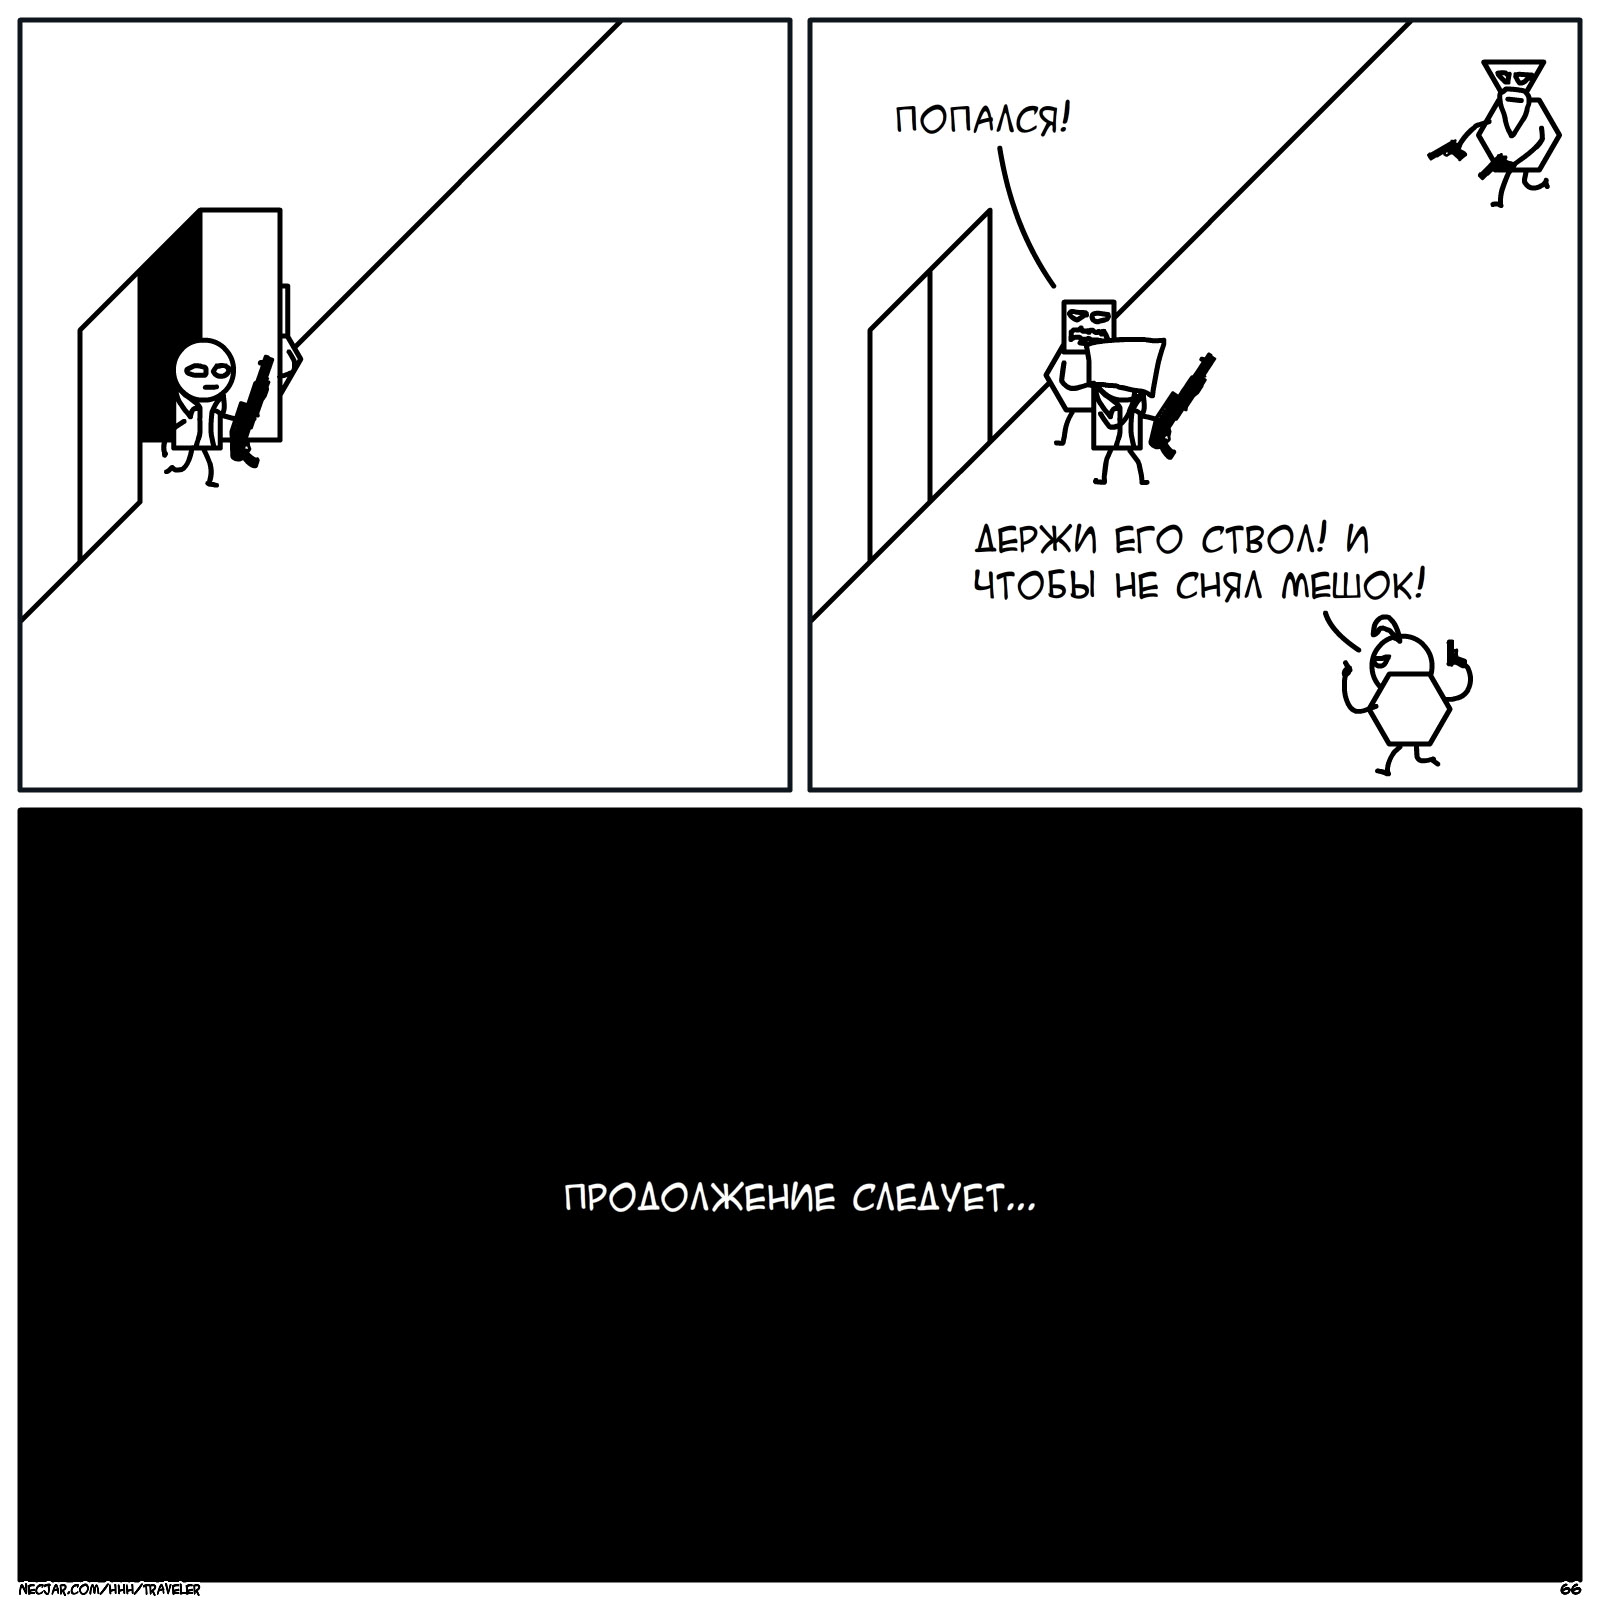 ПОПАЛСЯ!
ДЕРЖИ ЕГО СТВОЛ! И
ЧТОБЫ НЕ СНЯЛ МЕШОК!
ПРОДОЛЖЕНИЕ СЛЕДУЕТ...
NECJAR.COM/HHH/TRAVELER
66